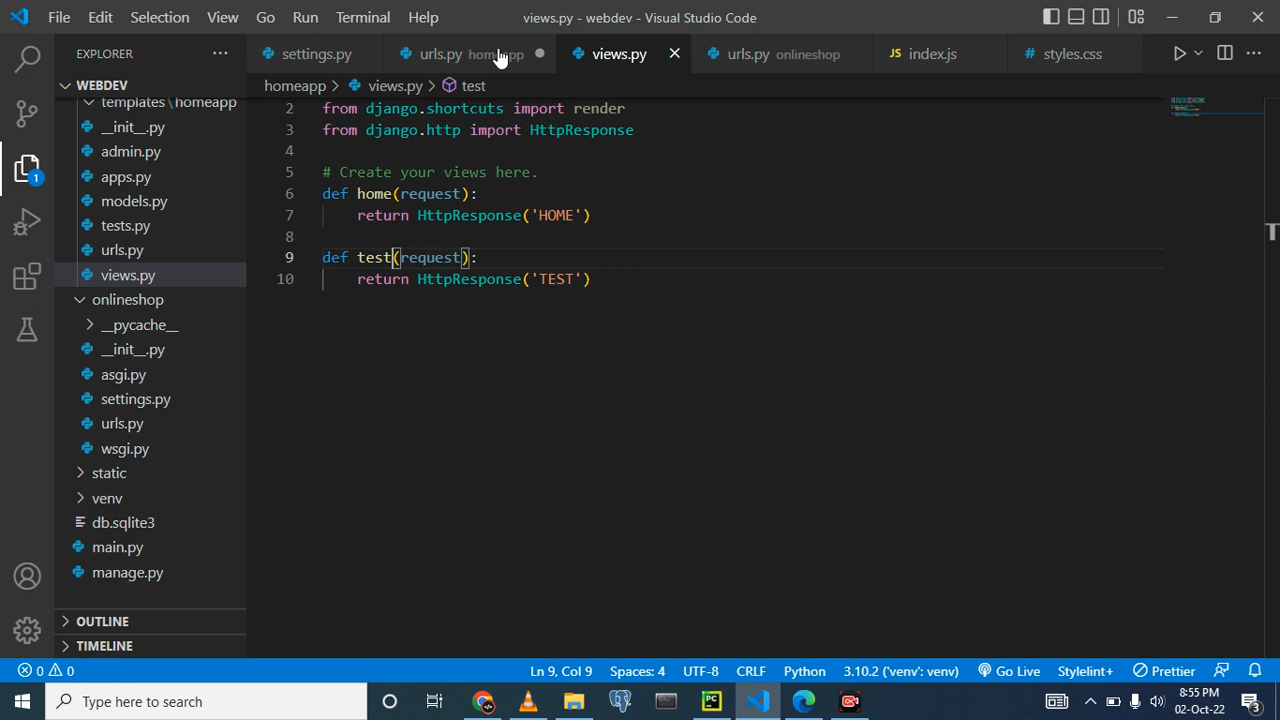 File Edit Selection View Go Run Terminal Help views.py - webdev - Visual Studio Code
EXPLORER
settings.py urls.py homeapp views.py urls.py onlineshop JS index.js # styles.css
WEBDEV
homeapp > views.py > test
templates\homeapp
__init__.py
admin.py
apps.py
models.py
tests.py
urls.py
views.py
onlineshop
__pycache__
__init__.py
asgi.py
settings.py
urls.py
wsgi.py
static
venv
db.sqlite3
main.py
manage.py
OUTLINE
TIMELINE
1
2 from django.shortcuts import render
3 from django.http import HttpResponse
4
5 # Create your views here.
6 def home(request):
7 return HttpResponse('HOME')
8
9 def test(request):
10 return HttpResponse('TEST')
0 0 Ln 9, Col 9 Spaces: 4 UTF-8 CRLF Python 3.10.2 ('venv': venv) Go Live Stylelint+ Prettier
Type here to search
PC
8:55 PM
02-Oct-22
3